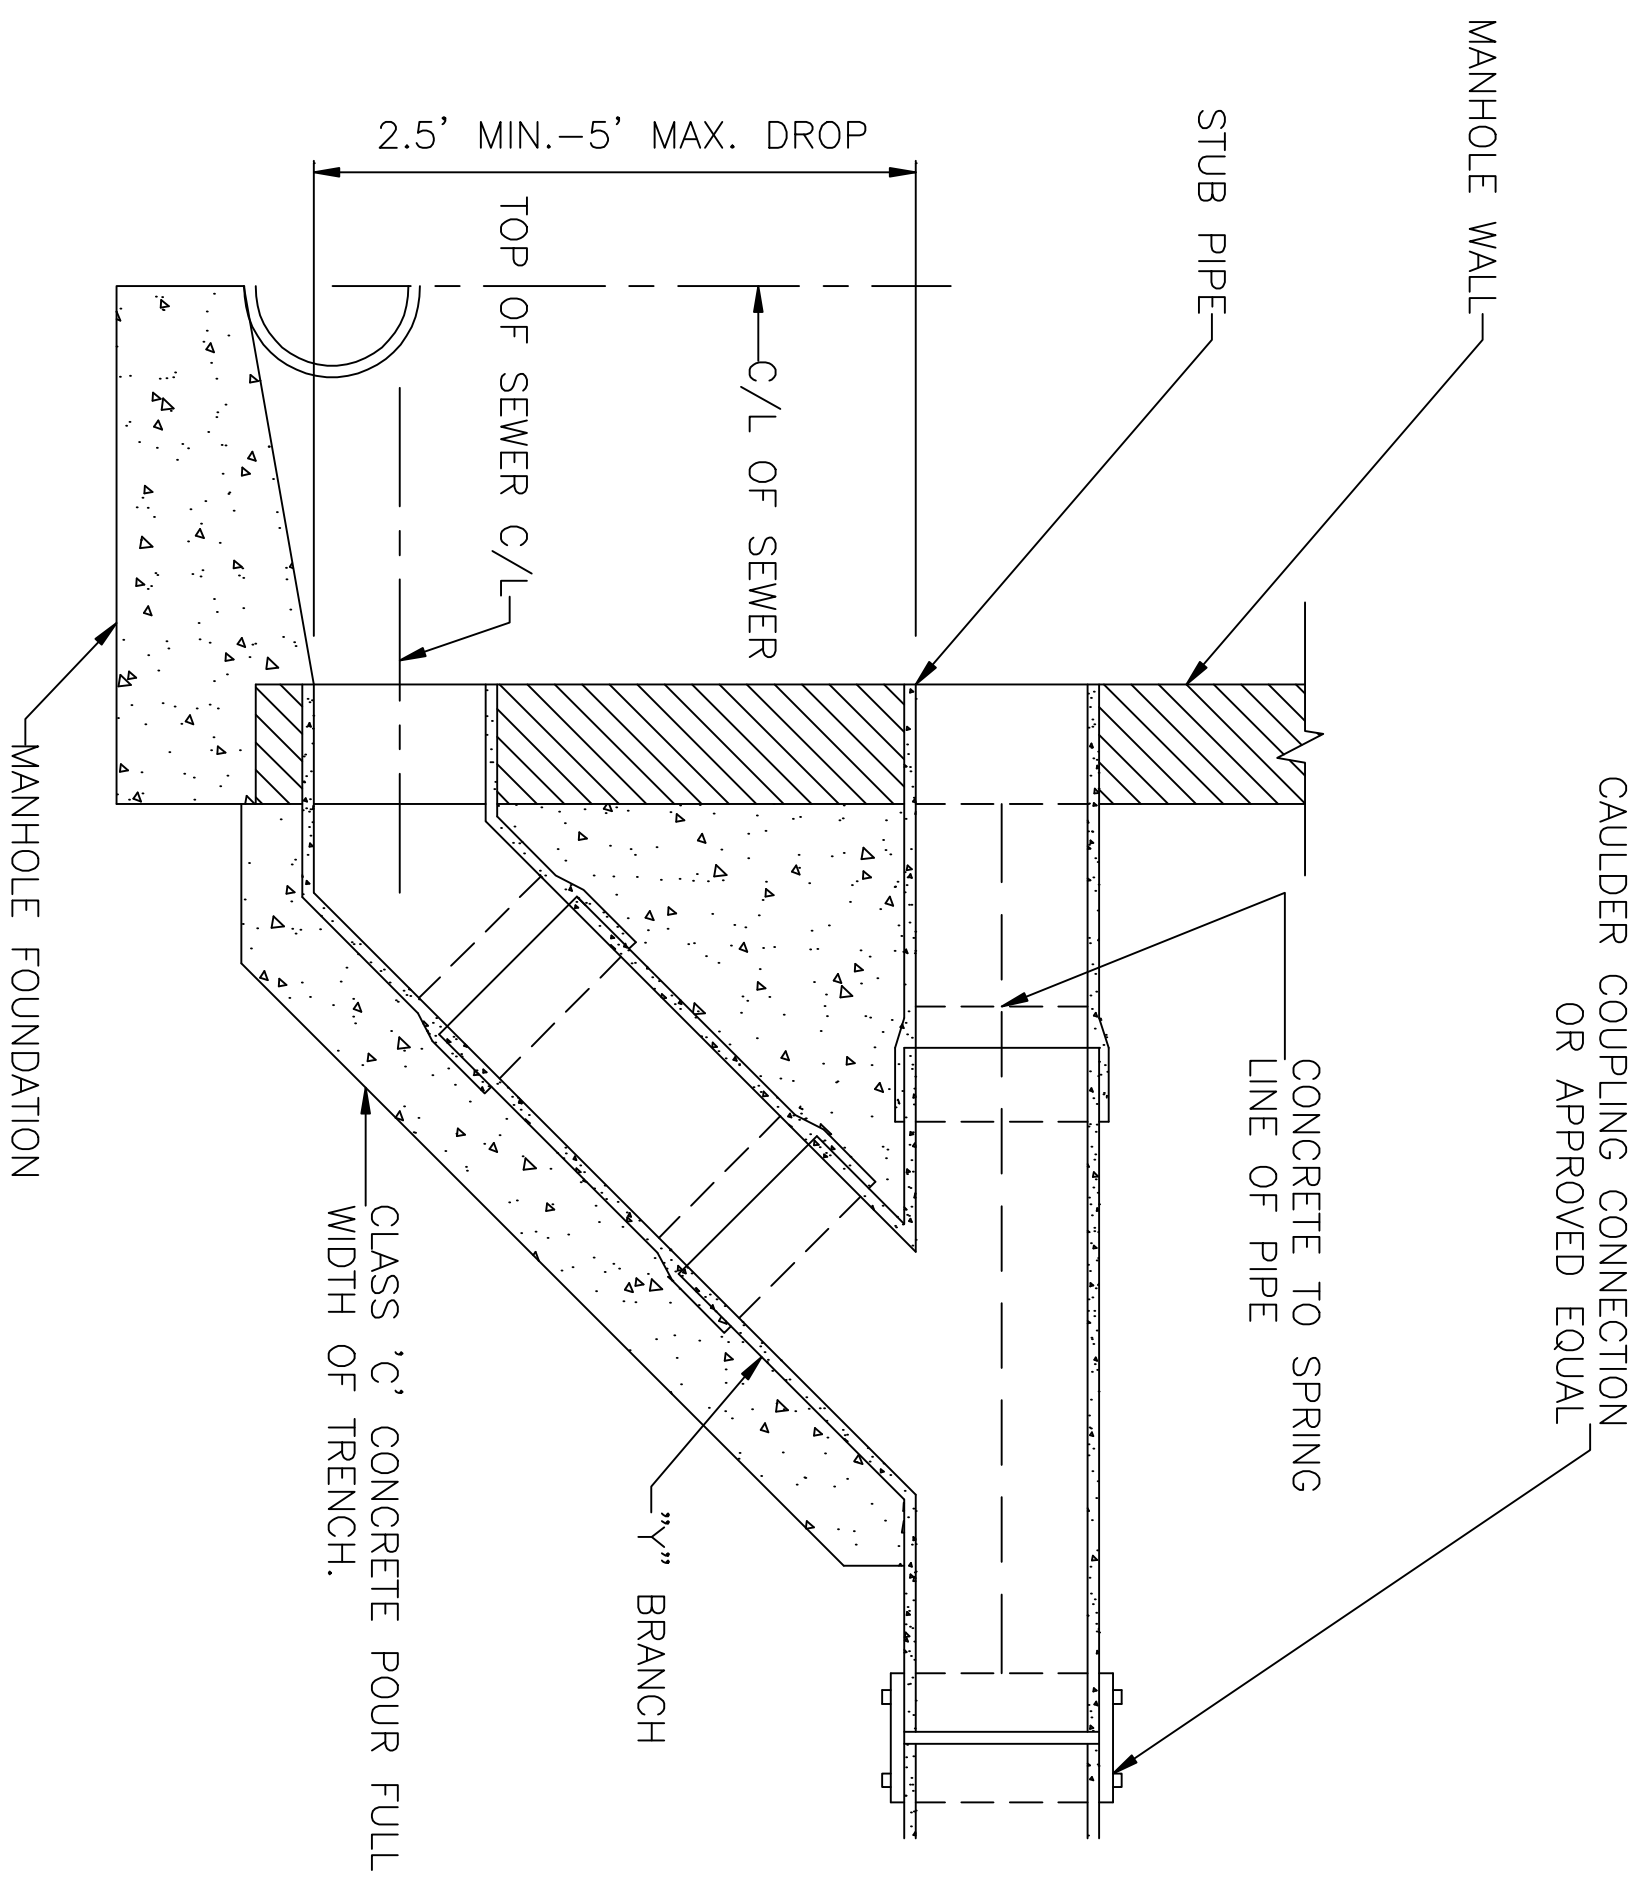 MANHOLE WALL
STUB PIPE
CAULDER COUPLING CONNECTION
OR APPROVED EQUAL
2.5' MIN.-5' MAX. DROP
C/L OF SEWER
TOP OF SEWER C/L
CONCRETE TO SPRING
LINE OF PIPE
"Y" BRANCH
CLASS 'C' CONCRETE POUR FULL
WIDTH OF TRENCH.
MANHOLE FOUNDATION